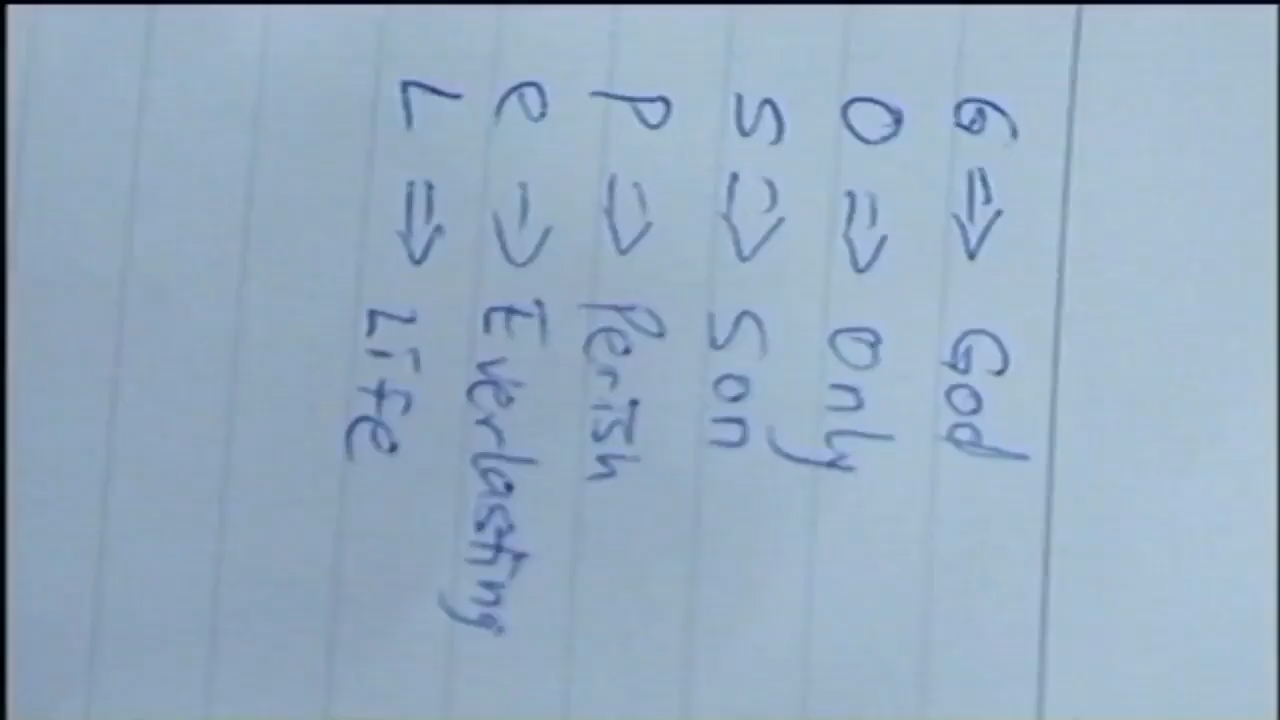 G ⇒ God
O ⇒ Only
S ⇒ Son
P ⇒ Perish
e ⇒ Everlasting
L ⇒ Life